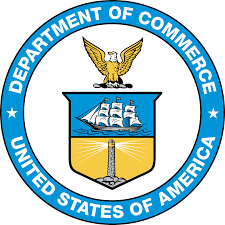 DEPARTMENT OF COMMERCE
UNITED STATES OF AMERICA